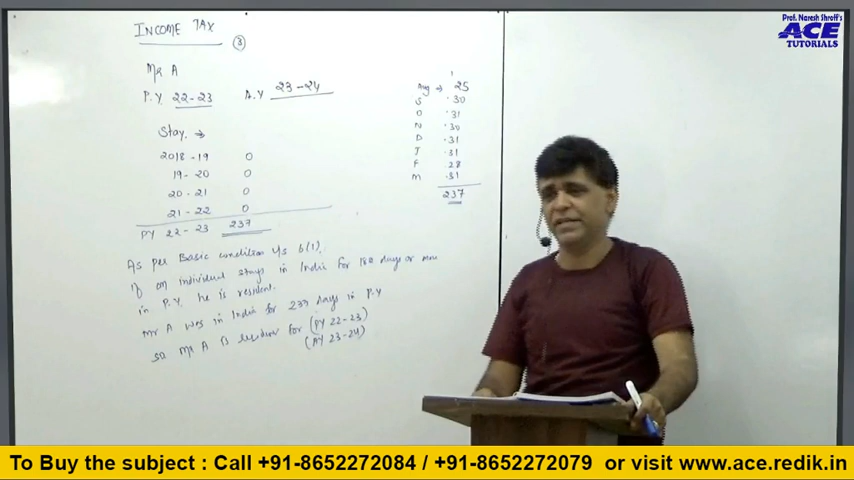 INCOME TAX
3
Mr A
P.Y. 22-23 A.Y 23-24
Stay. →
2018-19 0
19-20 0
20-21 0
21-22 0
PY 22-23 237
As per Basic condition u/s 6(1).
if an individual stays in India for 182 days or more
in P.Y. he is resident.
Mr A was in India for 237 days in P.Y
so Mr A is resident for (PY 22-23)
(AY 23-24)
Aug → 25
S 30
O 31
N 30
D 31
J 31
F 28
M 31
237
Prof. Naresh Shroff's
ACE
TUTORIALS
To Buy the subject : Call +91-8652272084 / +91-8652272079 or visit www.ace.redik.in